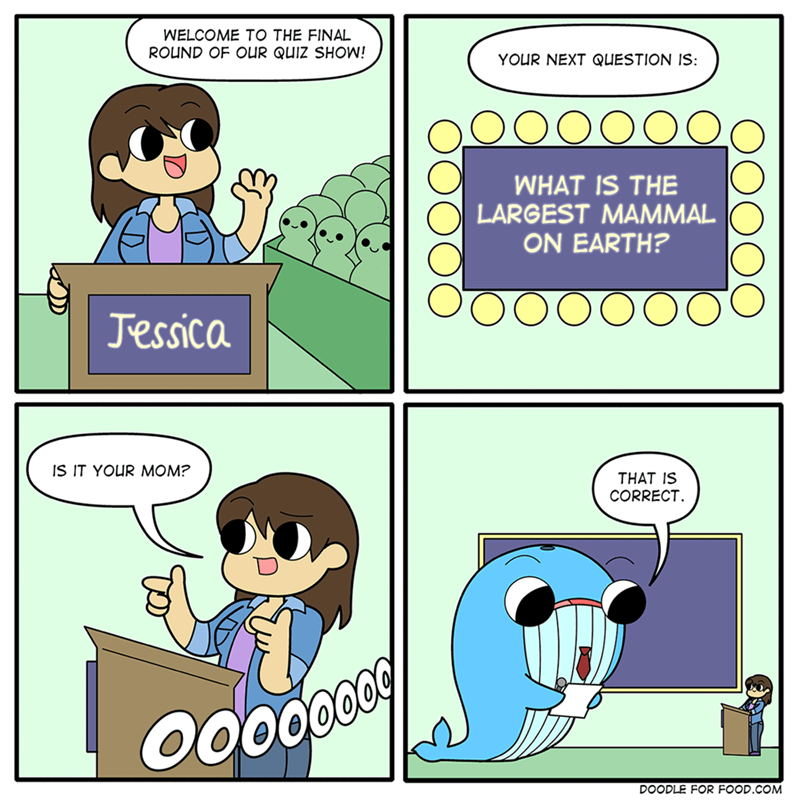 WELCOME TO THE FINAL
ROUND OF OUR QUIZ SHOW!
Jessica
YOUR NEXT QUESTION IS:
WHAT IS THE
LARGEST MAMMAL
ON EARTH?
IS IT YOUR MOM?
OOOOOOOOO
THAT IS
CORRECT.
DOODLE FOR FOOD.COM